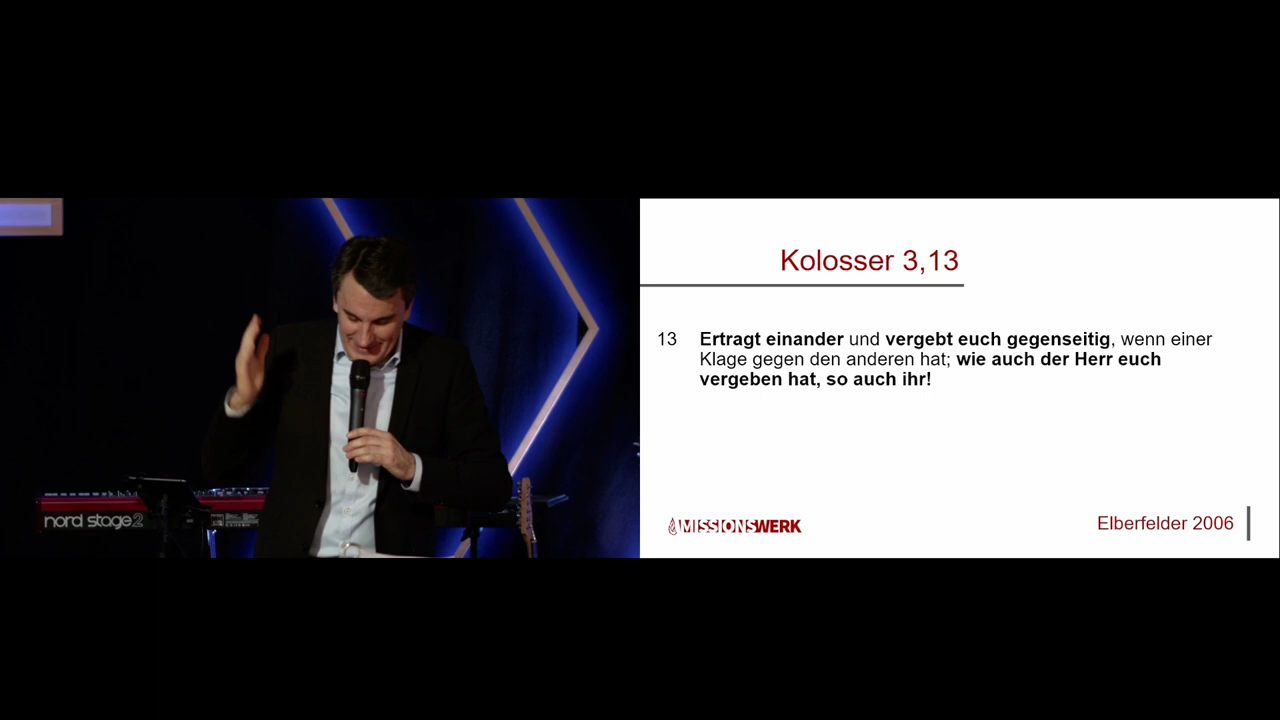 nord stage2
Kolosser 3,13
13 Ertragt einander und vergebt euch gegenseitig, wenn einer
Klage gegen den anderen hat; wie auch der Herr euch
vergeben hat, so auch ihr!
MISSIONSWERK
Elberfelder 2006